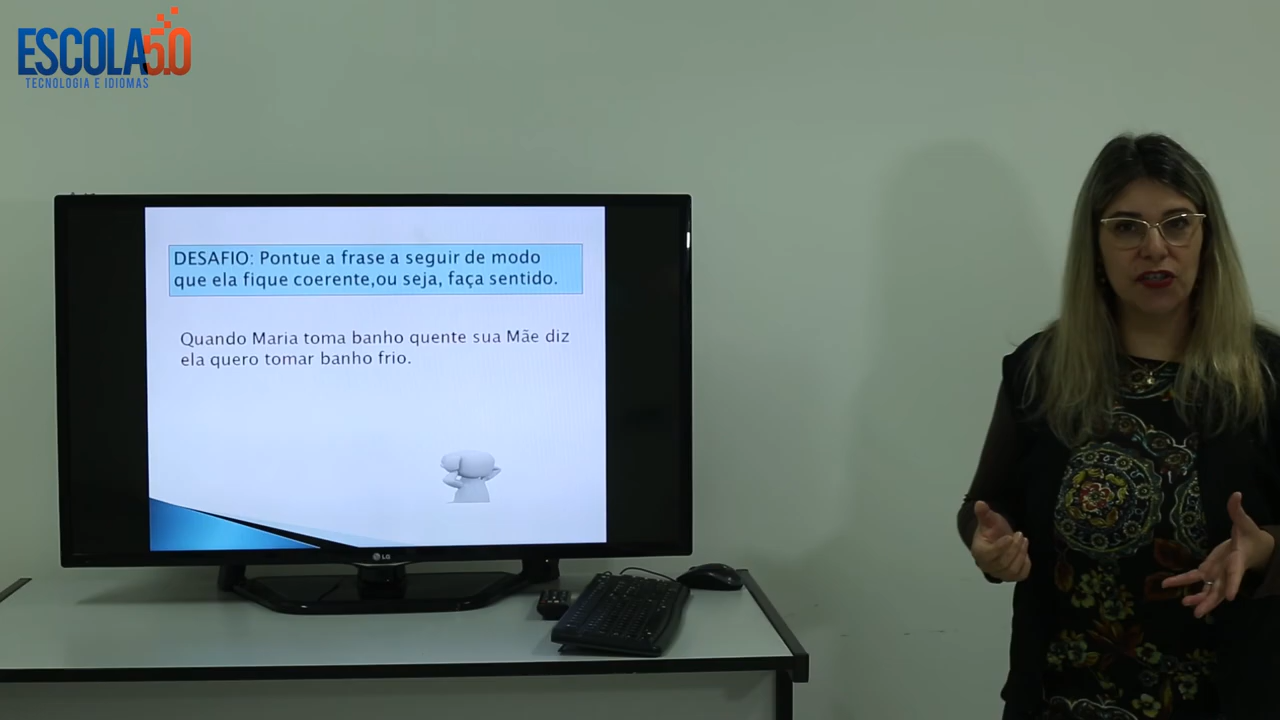 ESCOLA5.0
TECNOLOGIA E IDIOMAS
DESAFIO: Pontue a frase a seguir de modo
que ela fique coerente,ou seja, faça sentido.
Quando Maria toma banho quente sua Mãe diz
ela quero tomar banho frio.
LG